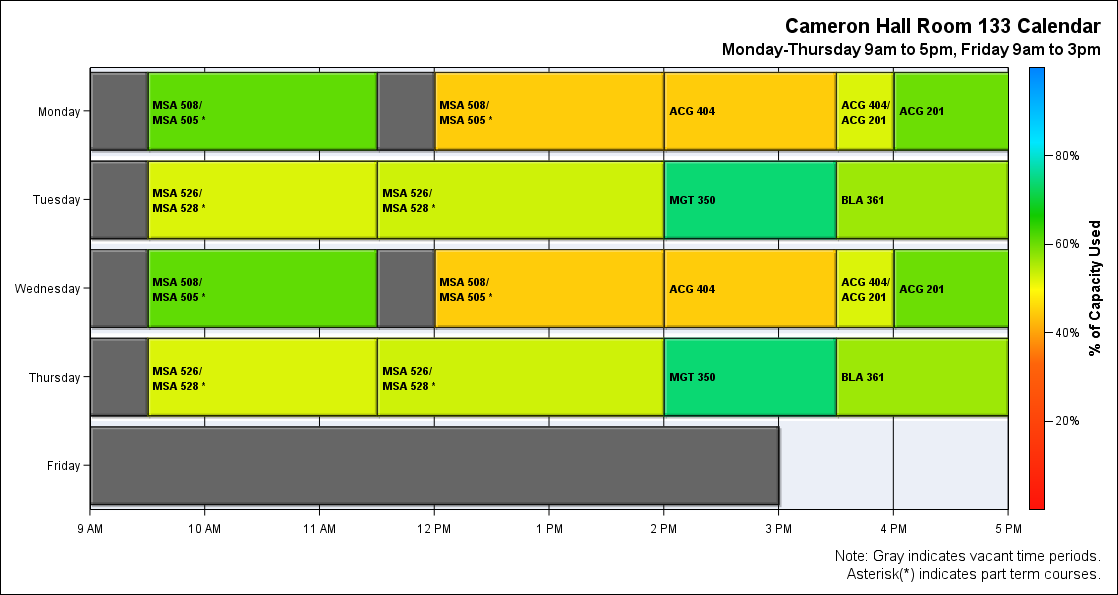 Cameron Hall Room 133 Calendar
Monday-Thursday 9am to 5pm, Friday 9am to 3pm
Monday
MSA 508/
MSA 505 *
MSA 508/
MSA 505 *
ACG 404
ACG 404/
ACG 201
ACG 201
Tuesday
MSA 526/
MSA 528 *
MSA 526/
MSA 528 *
MGT 350
BLA 361
Wednesday
MSA 508/
MSA 505 *
MSA 508/
MSA 505 *
ACG 404
ACG 404/
ACG 201
ACG 201
Thursday
MSA 526/
MSA 528 *
MSA 526/
MSA 528 *
MGT 350
BLA 361
Friday
9 AM
10 AM
11 AM
12 PM
1 PM
2 PM
3 PM
4 PM
5 PM
80%
60%
40%
20%
% of Capacity Used
Note: Gray indicates vacant time periods.
Asterisk(*) indicates part term courses.